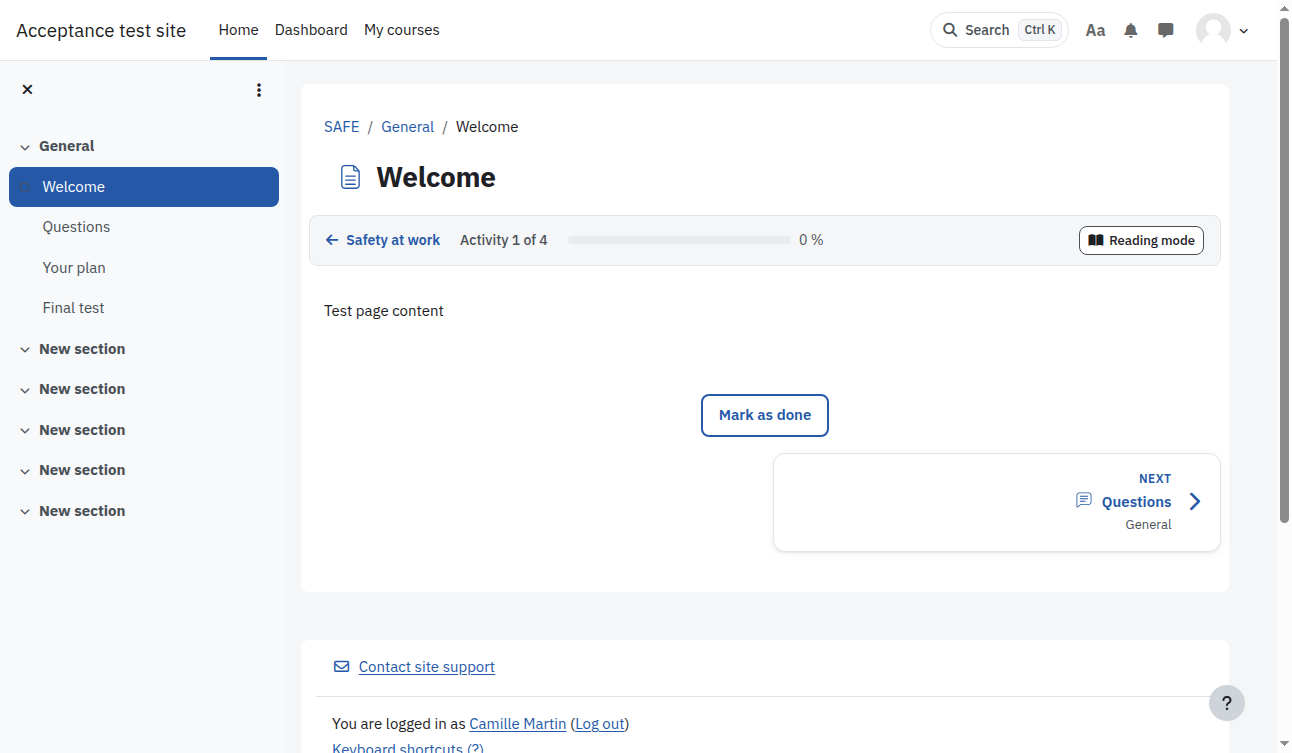 Acceptance test site
Home
Dashboard
My courses
Search
Ctrl K
Aa
General
Welcome
Questions
Your plan
Final test
New section
New section
New section
New section
New section
SAFE / General / Welcome
Welcome
Safety at work
Activity 1 of 4
0 %
Reading mode
Test page content
Mark as done
NEXT
Questions
General
Contact site support
?
You are logged in as Camille Martin (Log out)
Keyboard shortcuts (?)